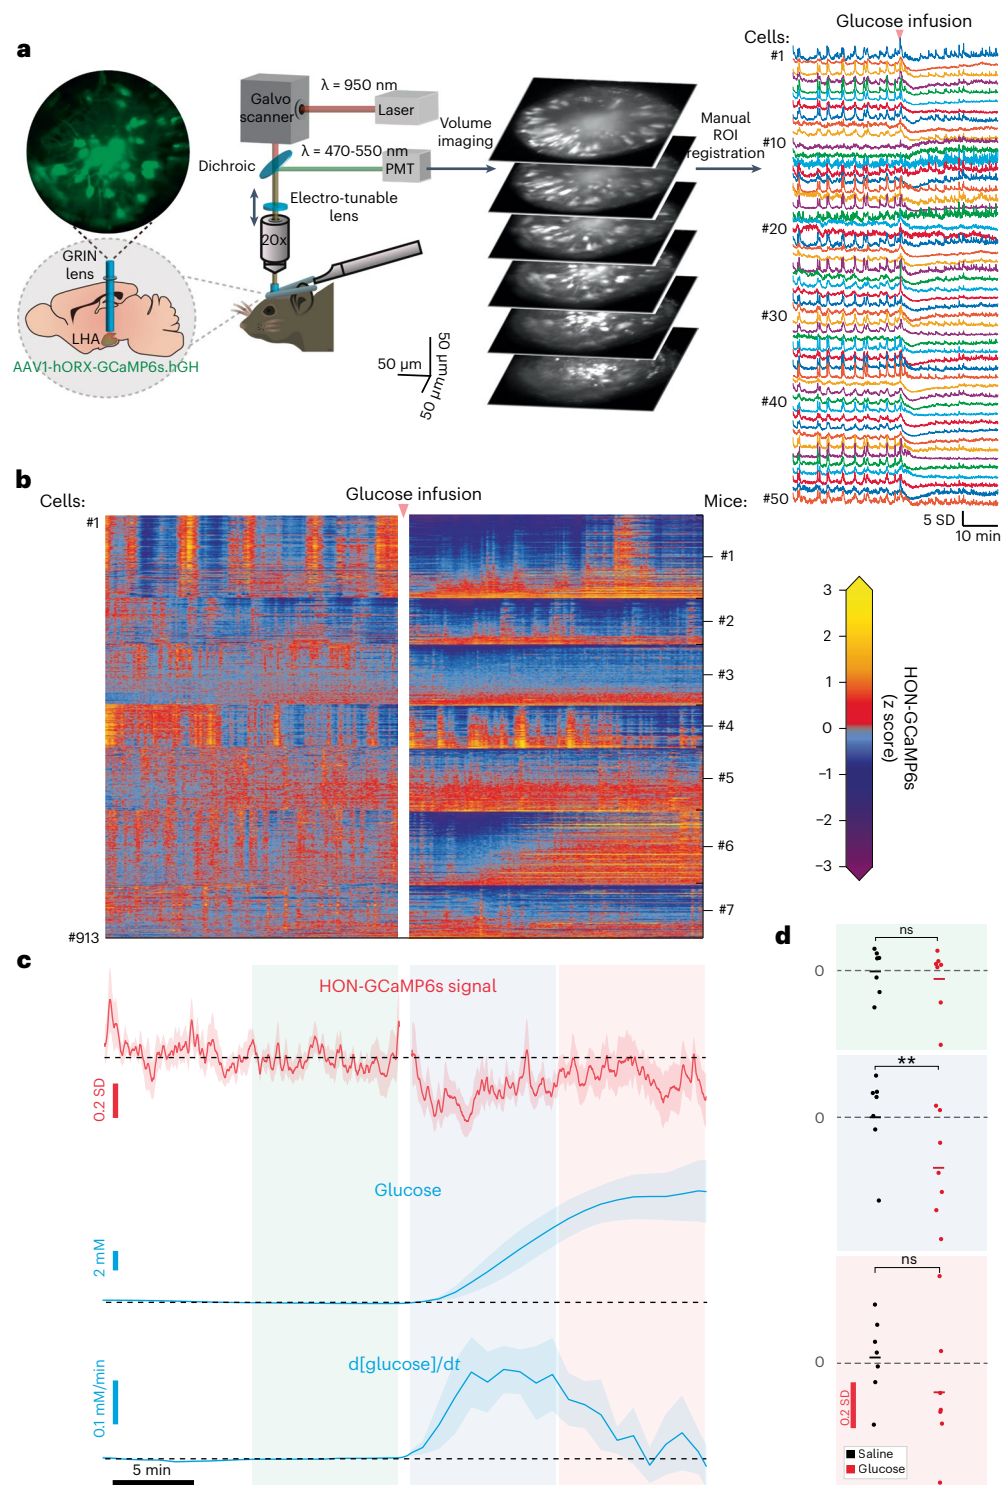 a
Glucose infusion
Cells:
#1
#10
#20
#30
#40
#50
5 SD
10 min
Galvo
scanner
λ = 950 nm
Laser
Dichroic
λ = 470-550 nm
PMT
Electro-tunable
lens
20x
Volume
imaging
Manual
ROI
registration
GRIN
lens
LHA
AAV1-hORX-GCaMP6s.hGH
50 μm
50 μm
50 μm
b
Cells:
Glucose infusion
Mice:
#1
#913
#1
#2
#3
#4
#5
#6
#7
3
2
1
0
−1
−2
−3
HON-GCaMP6s
(z score)
c
HON-GCaMP6s signal
0.2 SD
Glucose
2 mM
d[glucose]/dt
0.1 mM/min
5 min
d
ns
0
**
0
ns
0
0.2 SD
Saline
Glucose